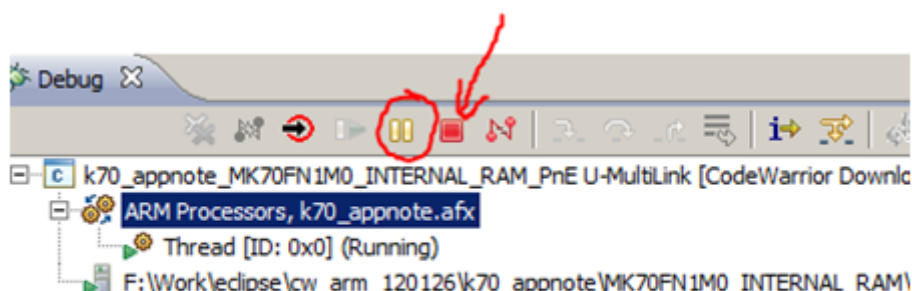 Debug
k70_appnote_MK70FN1M0_INTERNAL_RAM_PnE U-MultiLink [CodeWarrior Downlo
ARM Processors, k70_appnote.afx
Thread [ID: 0x0] (Running)
F:\Work\eclipse\cw_arm_120126\k70_appnote\MK70FN1M0_INTERNAL_RAM\